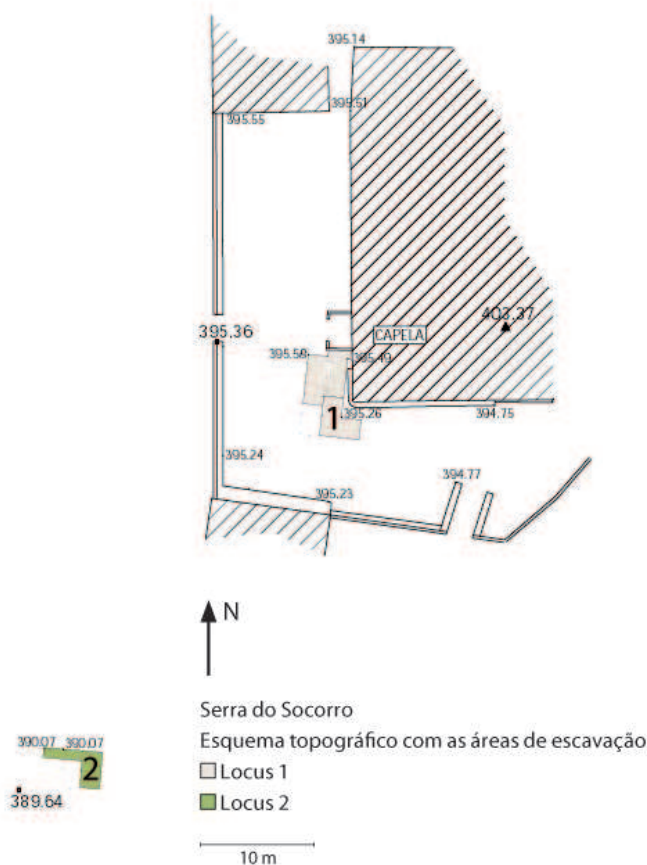 395.14
395.51
395.55
403.37
395.36
CAPELA
395.58
395.49
1
395.26
394.75
395.24
394.77
395.23
N
Serra do Socorro
Esquema topográfico com as áreas de escavação
Locus 1
Locus 2
390.07
390.07
2
389.64
10 m